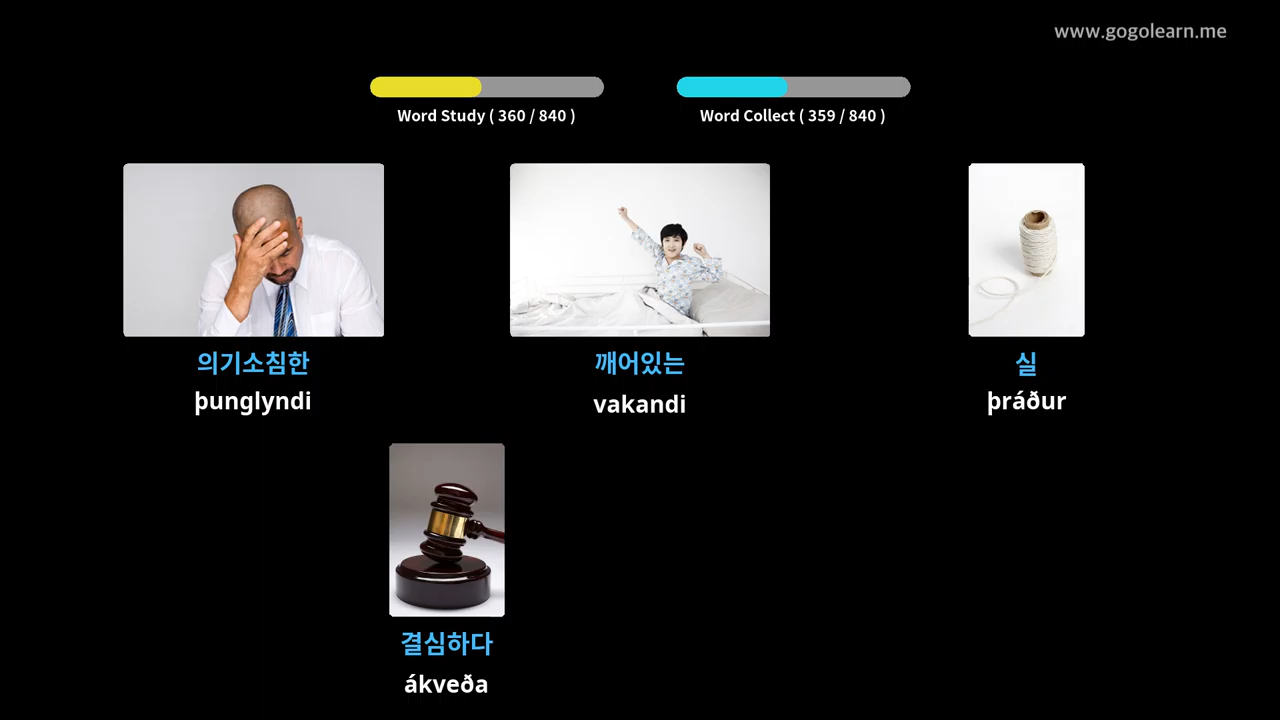 www.gogolearn.me
Word Study ( 360 / 840 )
Word Collect ( 359 / 840 )
의기소침한
þunglyndi
깨어있는
vakandi
실
þráður
결심하다
ákveða